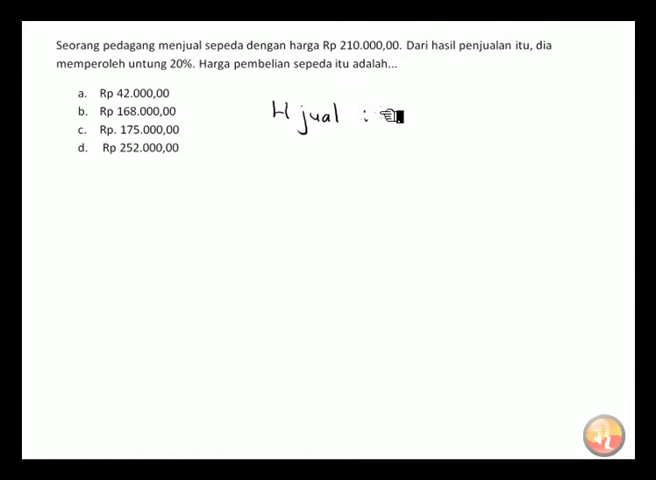 Seorang pedagang menjual sepeda dengan harga Rp 210.000,00. Dari hasil penjualan itu, dia
memperoleh untung 20%. Harga pembelian sepeda itu adalah...
a. Rp 42.000,00
b. Rp 168.000,00
c. Rp. 175.000,00
d. Rp 252.000,00
H jual :